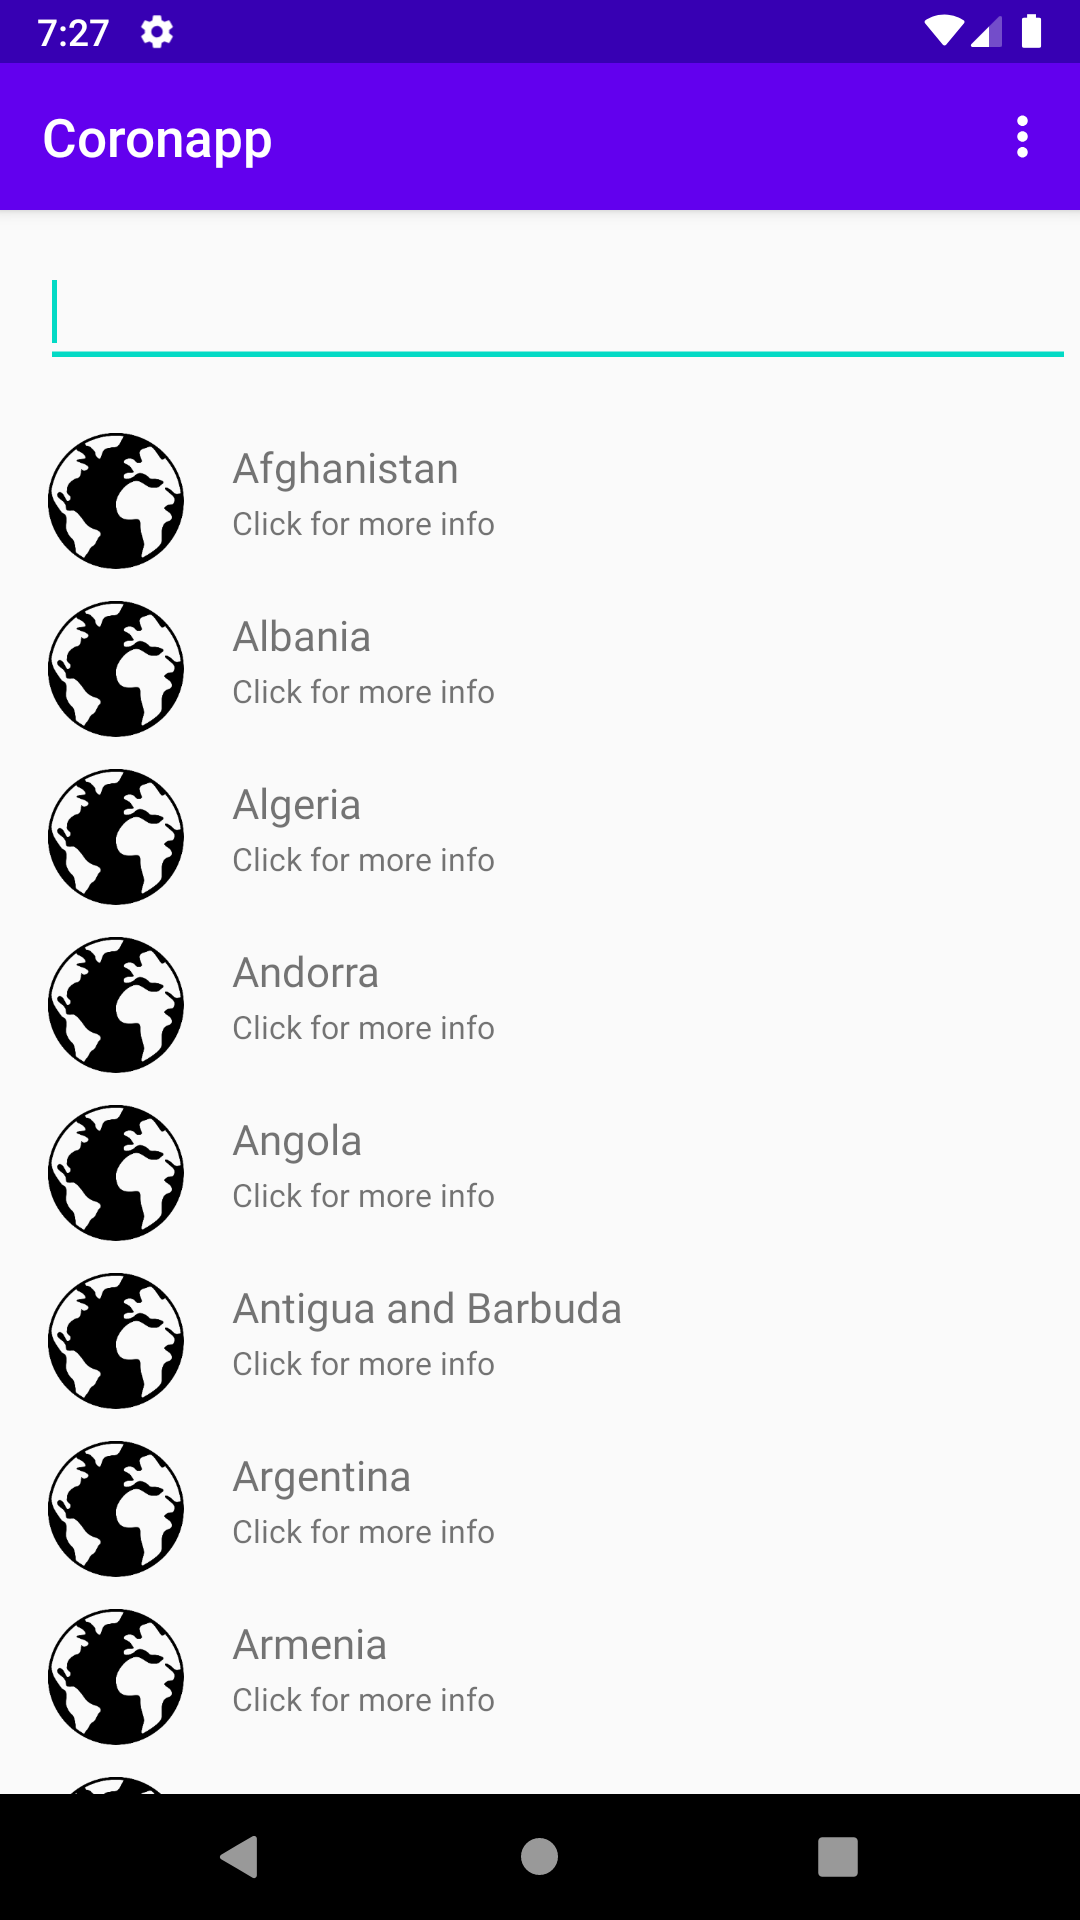 7:27
Coronapp
Afghanistan
Click for more info
Albania
Click for more info
Algeria
Click for more info
Andorra
Click for more info
Angola
Click for more info
Antigua and Barbuda
Click for more info
Argentina
Click for more info
Armenia
Click for more info